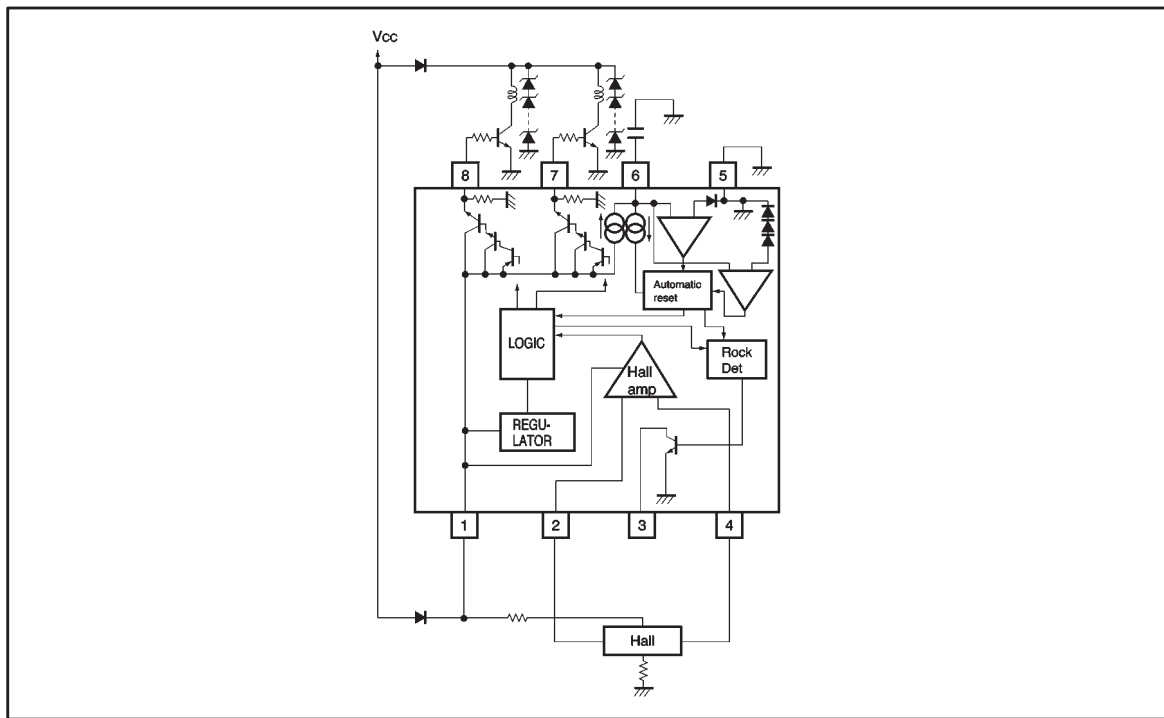 Vcc
8
7
6
5
Automatic
reset
LOGIC
Rock
Det
Hall
amp
REGU-
LATOR
1
2
3
4
Hall